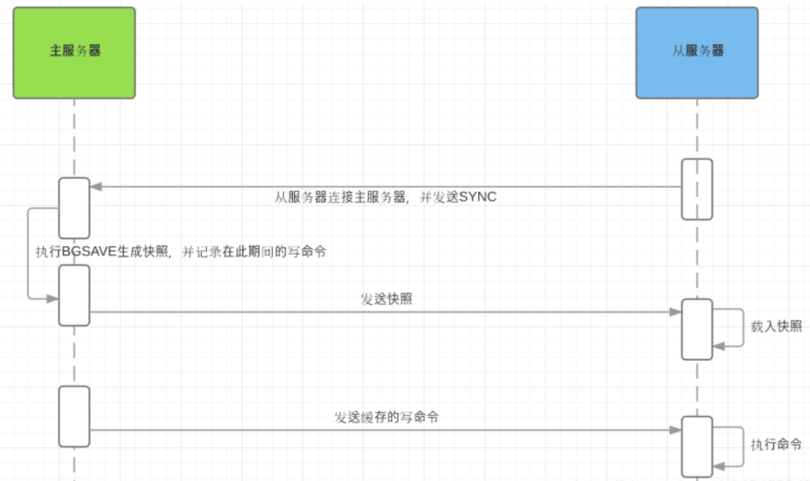 主服务器
从服务器
从服务器连接主服务器，并发送SYNC
执行BGSAVE生成快照，并记录在此期间的写命令
发送快照
载入快照
发送缓存的写命令
执行命令